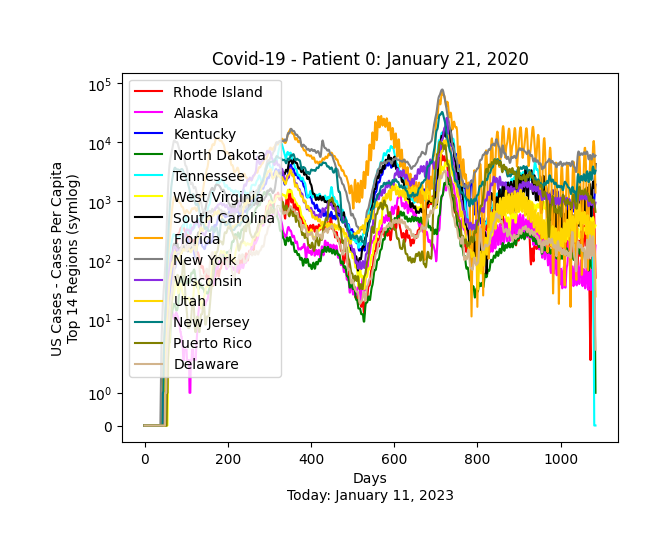 Covid-19 - Patient 0: January 21, 2020
US Cases - Cases Per Capita
Top 14 Regions (symlog)
10^5
10^4
10^3
10^2
10^1
10^0
0
Rhode Island
Alaska
Kentucky
North Dakota
Tennessee
West Virginia
South Carolina
Florida
New York
Wisconsin
Utah
New Jersey
Puerto Rico
Delaware
0 200 400 600 800 1000
Days
Today: January 11, 2023